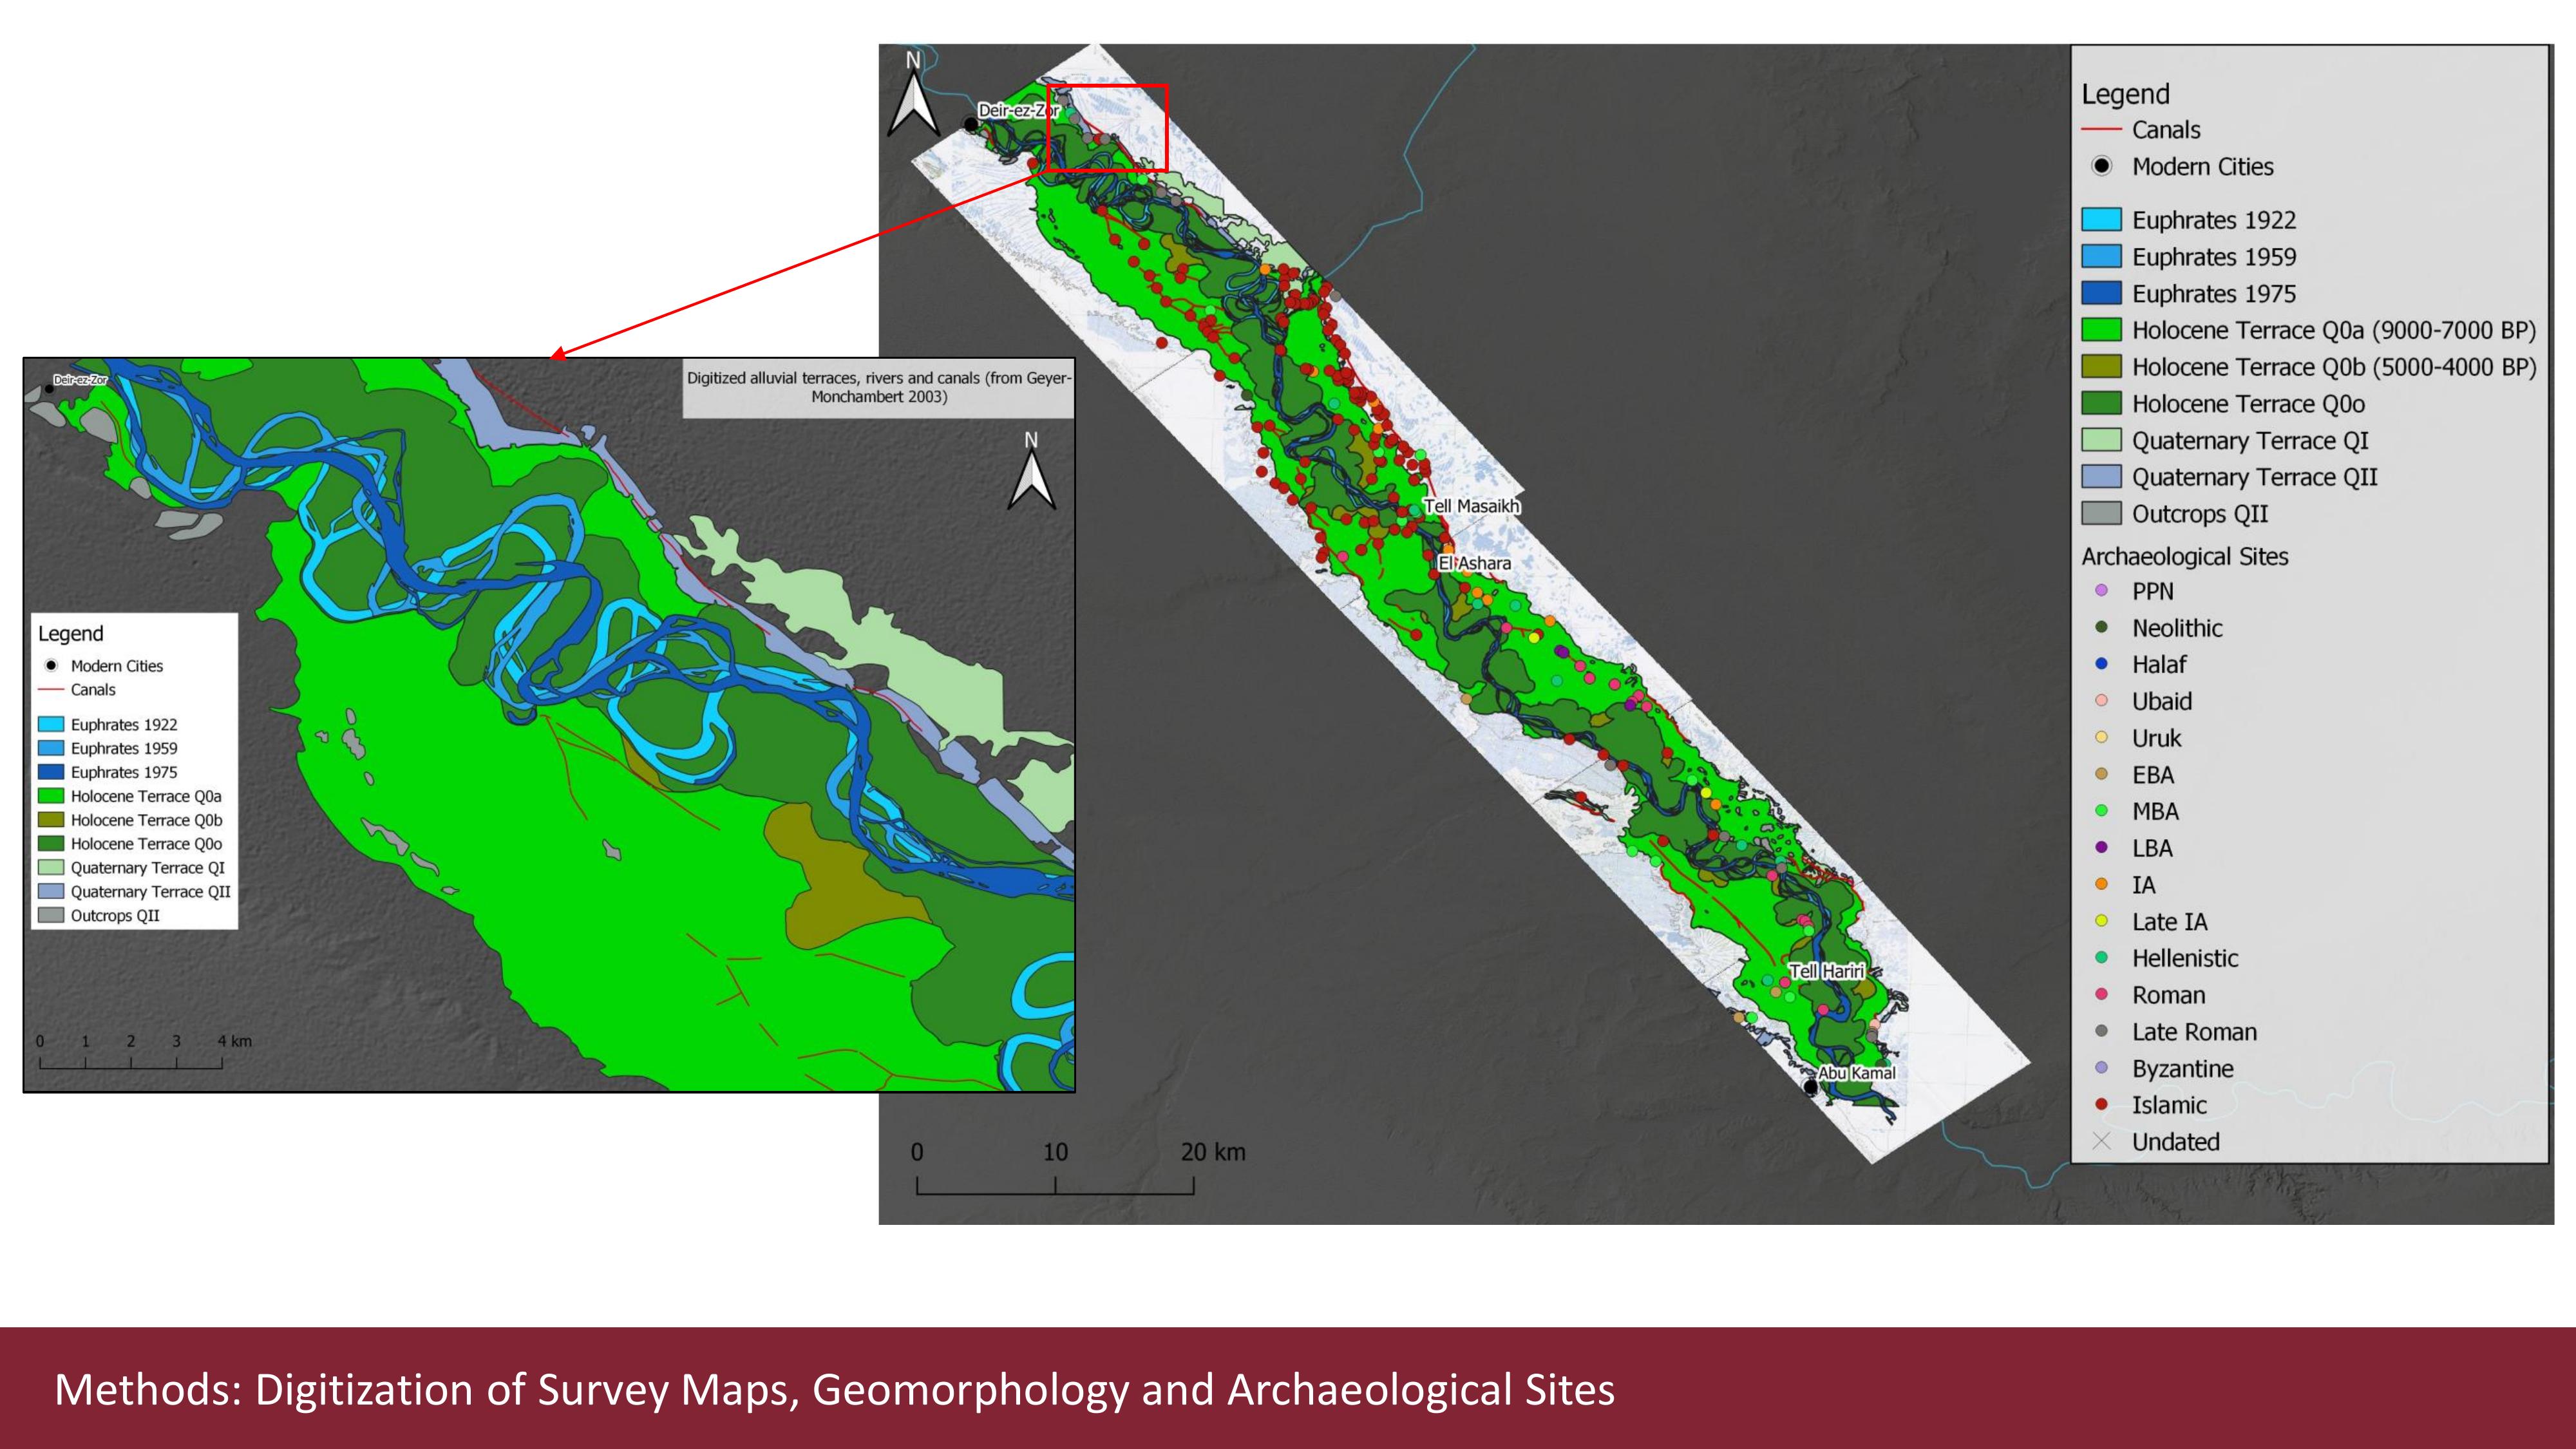 N
Deir-ez-Zor
Tell Masaikh
El Ashara
Tell Hariri
Abu Kamal
0 10 20 km
Legend
Canals
Modern Cities
Euphrates 1922
Euphrates 1959
Euphrates 1975
Holocene Terrace Q0a (9000-7000 BP)
Holocene Terrace Q0b (5000-4000 BP)
Holocene Terrace Q0o
Quaternary Terrace QI
Quaternary Terrace QII
Outcrops QII
Archaeological Sites
PPN
Neolithic
Halaf
Ubaid
Uruk
EBA
MBA
LBA
IA
Late IA
Hellenistic
Roman
Late Roman
Byzantine
Islamic
Undated
Digitized alluvial terraces, rivers and canals (from Geyer-
Monchambert 2003)
N
Deir-ez-Zor
Legend
Modern Cities
Canals
Euphrates 1922
Euphrates 1959
Euphrates 1975
Holocene Terrace Q0a
Holocene Terrace Q0b
Holocene Terrace Q0o
Quaternary Terrace QI
Quaternary Terrace QII
Outcrops QII
0 1 2 3 4 km
Methods: Digitization of Survey Maps, Geomorphology and Archaeological Sites